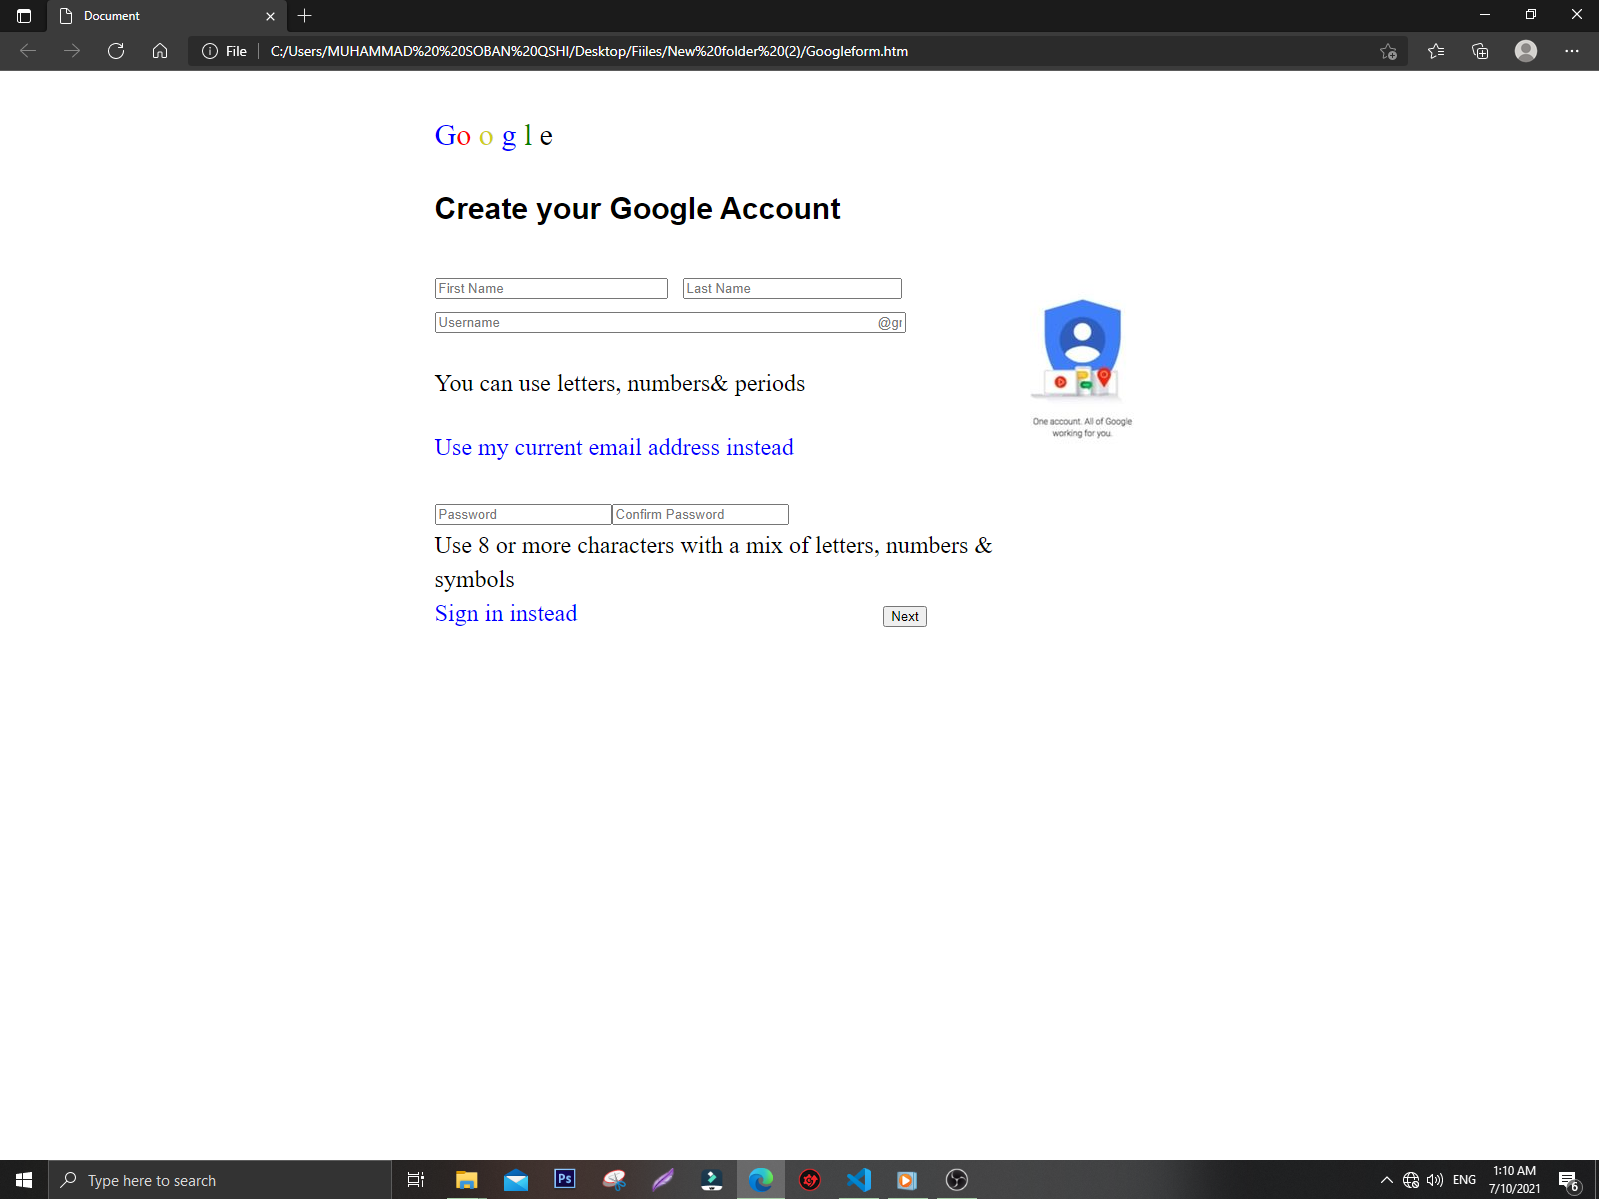 Document
File
C:/Users/MUHAMMAD%20%20SOBAN%20QSHI/Desktop/Fiiles/New%20folder%20(2)/Googleform.htm
Go o g l e
Create your Google Account
First Name Last Name
Username @gr
You can use letters, numbers& periods
Use my current email address instead
One account. All of Google
working for you.
Password Confirm Password
Use 8 or more characters with a mix of letters, numbers &
symbols
Sign in instead Next
Type here to search
Ps
ENG
1:10 AM
7/10/2021
6